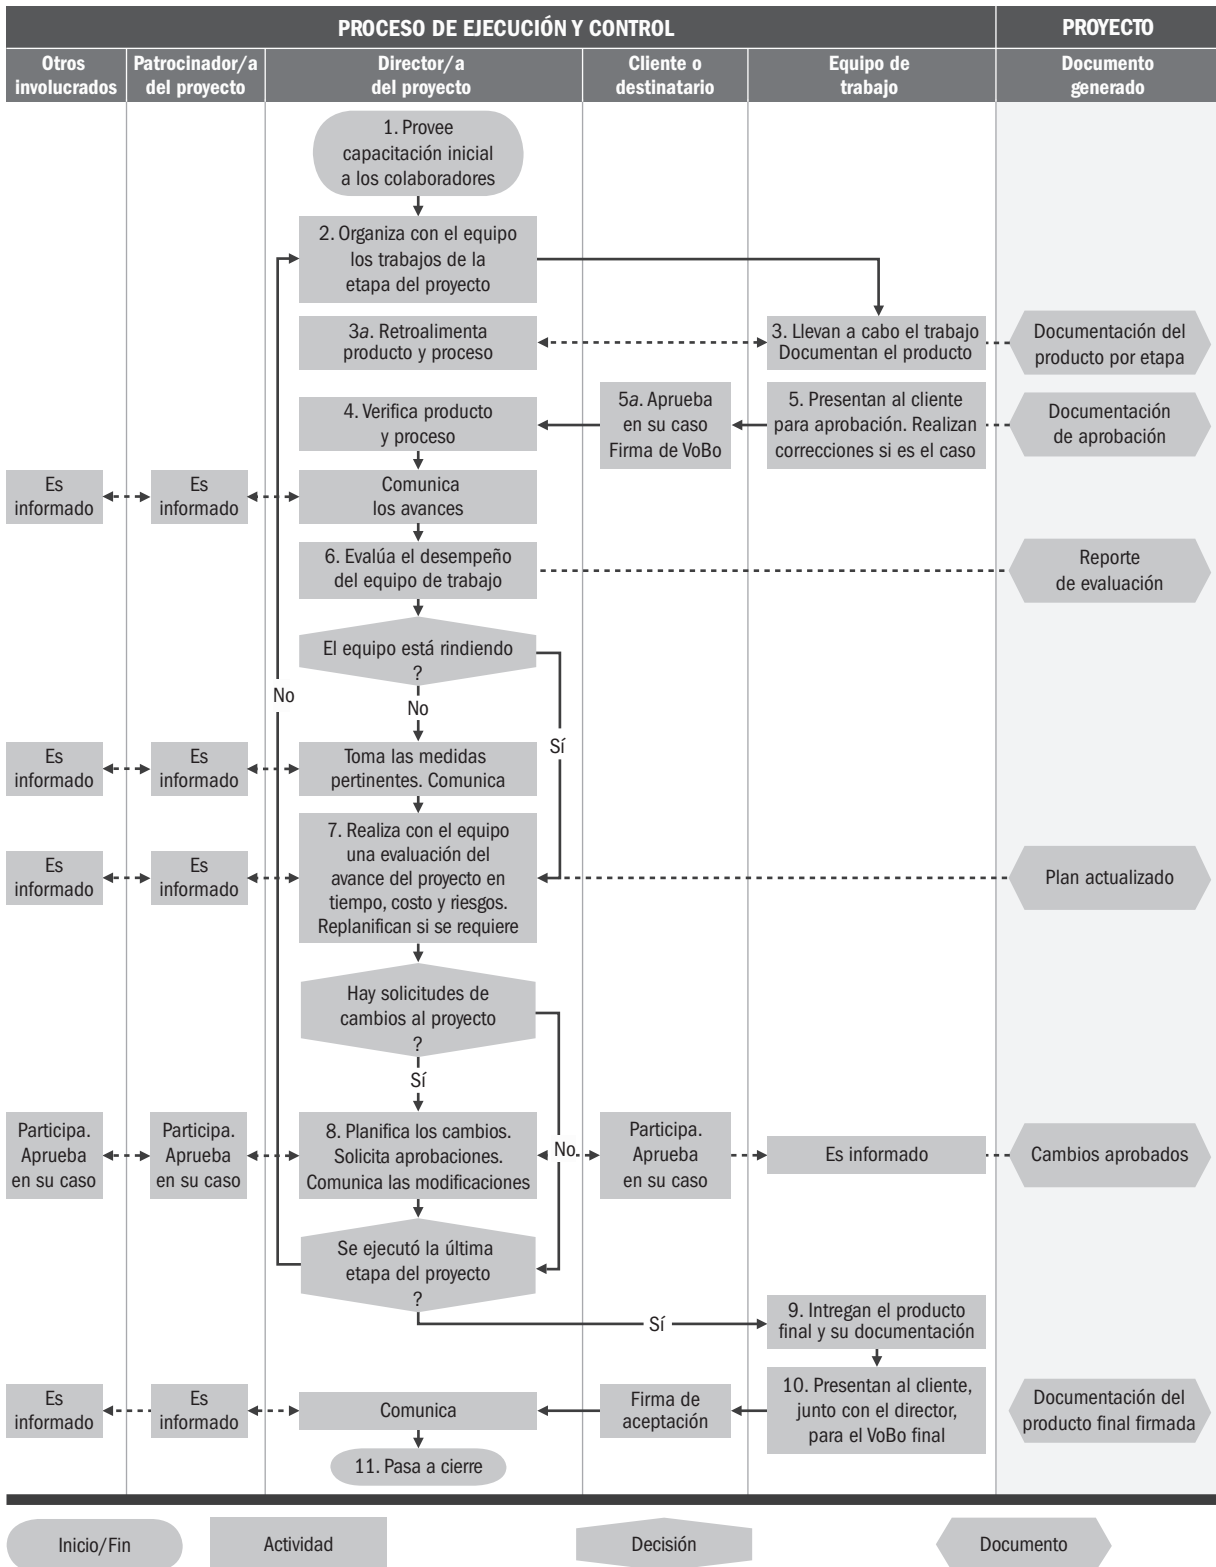 PROCESO DE EJECUCIÓN Y CONTROL
PROYECTO
Otros
involucrados
Patrocinador/a
del proyecto
Director/a
del proyecto
Cliente o
destinatario
Equipo de
trabajo
Documento
generado
1. Provee
capacitación inicial
a los colaboradores
2. Organiza con el equipo
los trabajos de la
etapa del proyecto
3a. Retroalimenta
producto y proceso
3. Llevan a cabo el trabajo
Documentan el producto
Documentación del
producto por etapa
4. Verifica producto
y proceso
5a. Aprueba
en su caso
Firma de VoBo
5. Presentan al cliente
para aprobación. Realizan
correcciones si es el caso
Documentación
de aprobación
Es
informado
Es
informado
Comunica
los avances
6. Evalúa el desempeño
del equipo de trabajo
Reporte
de evaluación
El equipo está rindiendo
?
No
No
Sí
Es
informado
Es
informado
Toma las medidas
pertinentes. Comunica
Es
informado
Es
informado
7. Realiza con el equipo
una evaluación del
avance del proyecto en
tiempo, costo y riesgos.
Replanifican si se requiere
Plan actualizado
Hay solicitudes de
cambios al proyecto
?
Sí
Participa.
Aprueba
en su caso
Participa.
Aprueba
en su caso
8. Planifica los cambios.
Solicita aprobaciones.
Comunica las modificaciones
No
Participa.
Aprueba
en su caso
Es informado
Cambios aprobados
Se ejecutó la última
etapa del proyecto
?
Sí
9. Intregan el producto
final y su documentación
Es
informado
Es
informado
Comunica
Firma de
aceptación
10. Presentan al cliente,
junto con el director,
para el VoBo final
Documentación del
producto final firmada
11. Pasa a cierre
Inicio/Fin
Actividad
Decisión
Documento